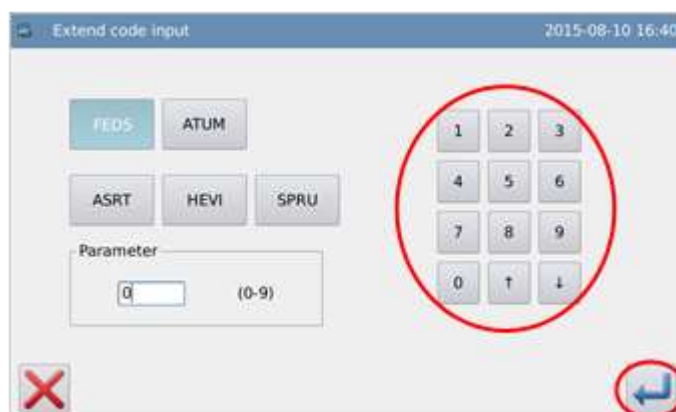 Extend code input 2015-08-10 16:40
FEDS ATUM
ASRT HEVI SPRU
Parameter
0 (0-9)
1 2 3
4 5 6
7 8 9
0 ↑ ↓